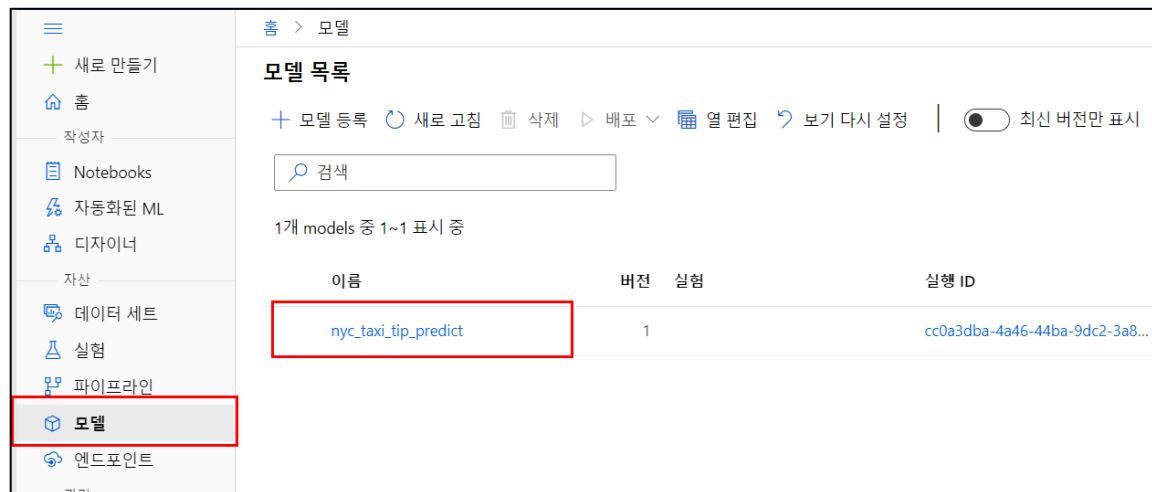 홈 > 모델
새로 만들기
홈
작성자
Notebooks
자동화된 ML
디자이너
자산
데이터 세트
실험
파이프라인
모델
엔드포인트
모델 목록
모델 등록 새로 고침 삭제 배포 열 편집 보기 다시 설정 최신 버전만 표시
검색
1개 models 중 1~1 표시 중
이름 버전 실험 실행 ID
nyc_taxi_tip_predict 1 cc0a3dba-4a46-44ba-9dc2-3a8...